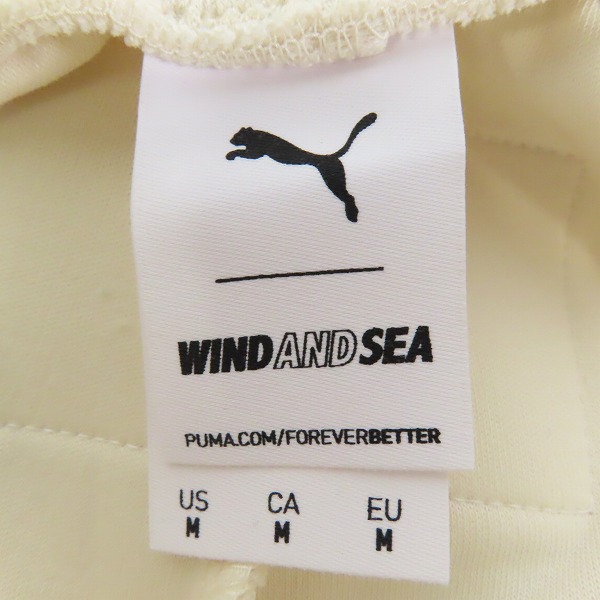 WINDANDSEA
PUMA.COM/FOREVERBETTER
US CA EU
M M M